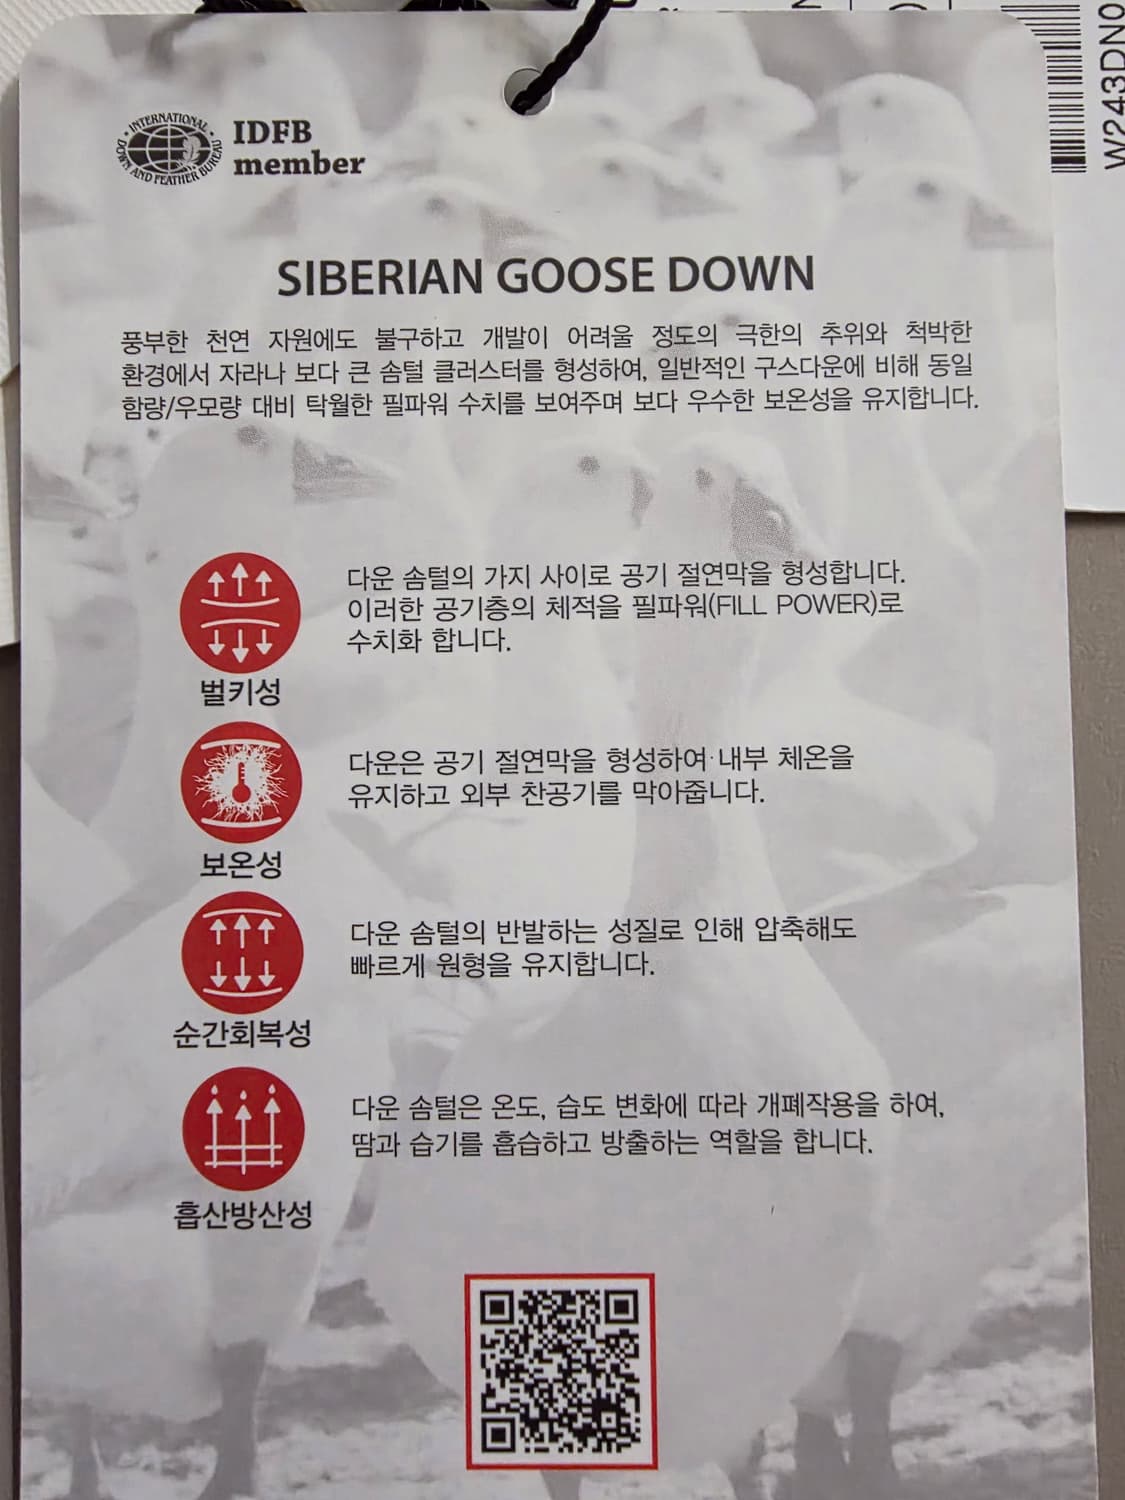 INTERNATIONAL
DOWN AND FEATHER BUREAU
IDFB
member
W243DN0
SIBERIAN GOOSE DOWN
풍부한 천연 자원에도 불구하고 개발이 어려울 정도의 극한의 추위와 척박한
환경에서 자라나 보다 큰 솜털 클러스터를 형성하여, 일반적인 구스다운에 비해 동일
함량/우모량 대비 탁월한 필파워 수치를 보여주며 보다 우수한 보온성을 유지합니다.
다운 솜털의 가지 사이로 공기 절연막을 형성합니다.
이러한 공기층의 체적을 필파워(FILL POWER)로
수치화 합니다.
벌키성
다운은 공기 절연막을 형성하여 내부 체온을
유지하고 외부 찬공기를 막아줍니다.
보온성
다운 솜털의 반발하는 성질로 인해 압축해도
빠르게 원형을 유지합니다.
순간회복성
다운 솜털은 온도, 습도 변화에 따라 개폐작용을 하여,
땀과 습기를 흡습하고 방출하는 역할을 합니다.
흡산방산성